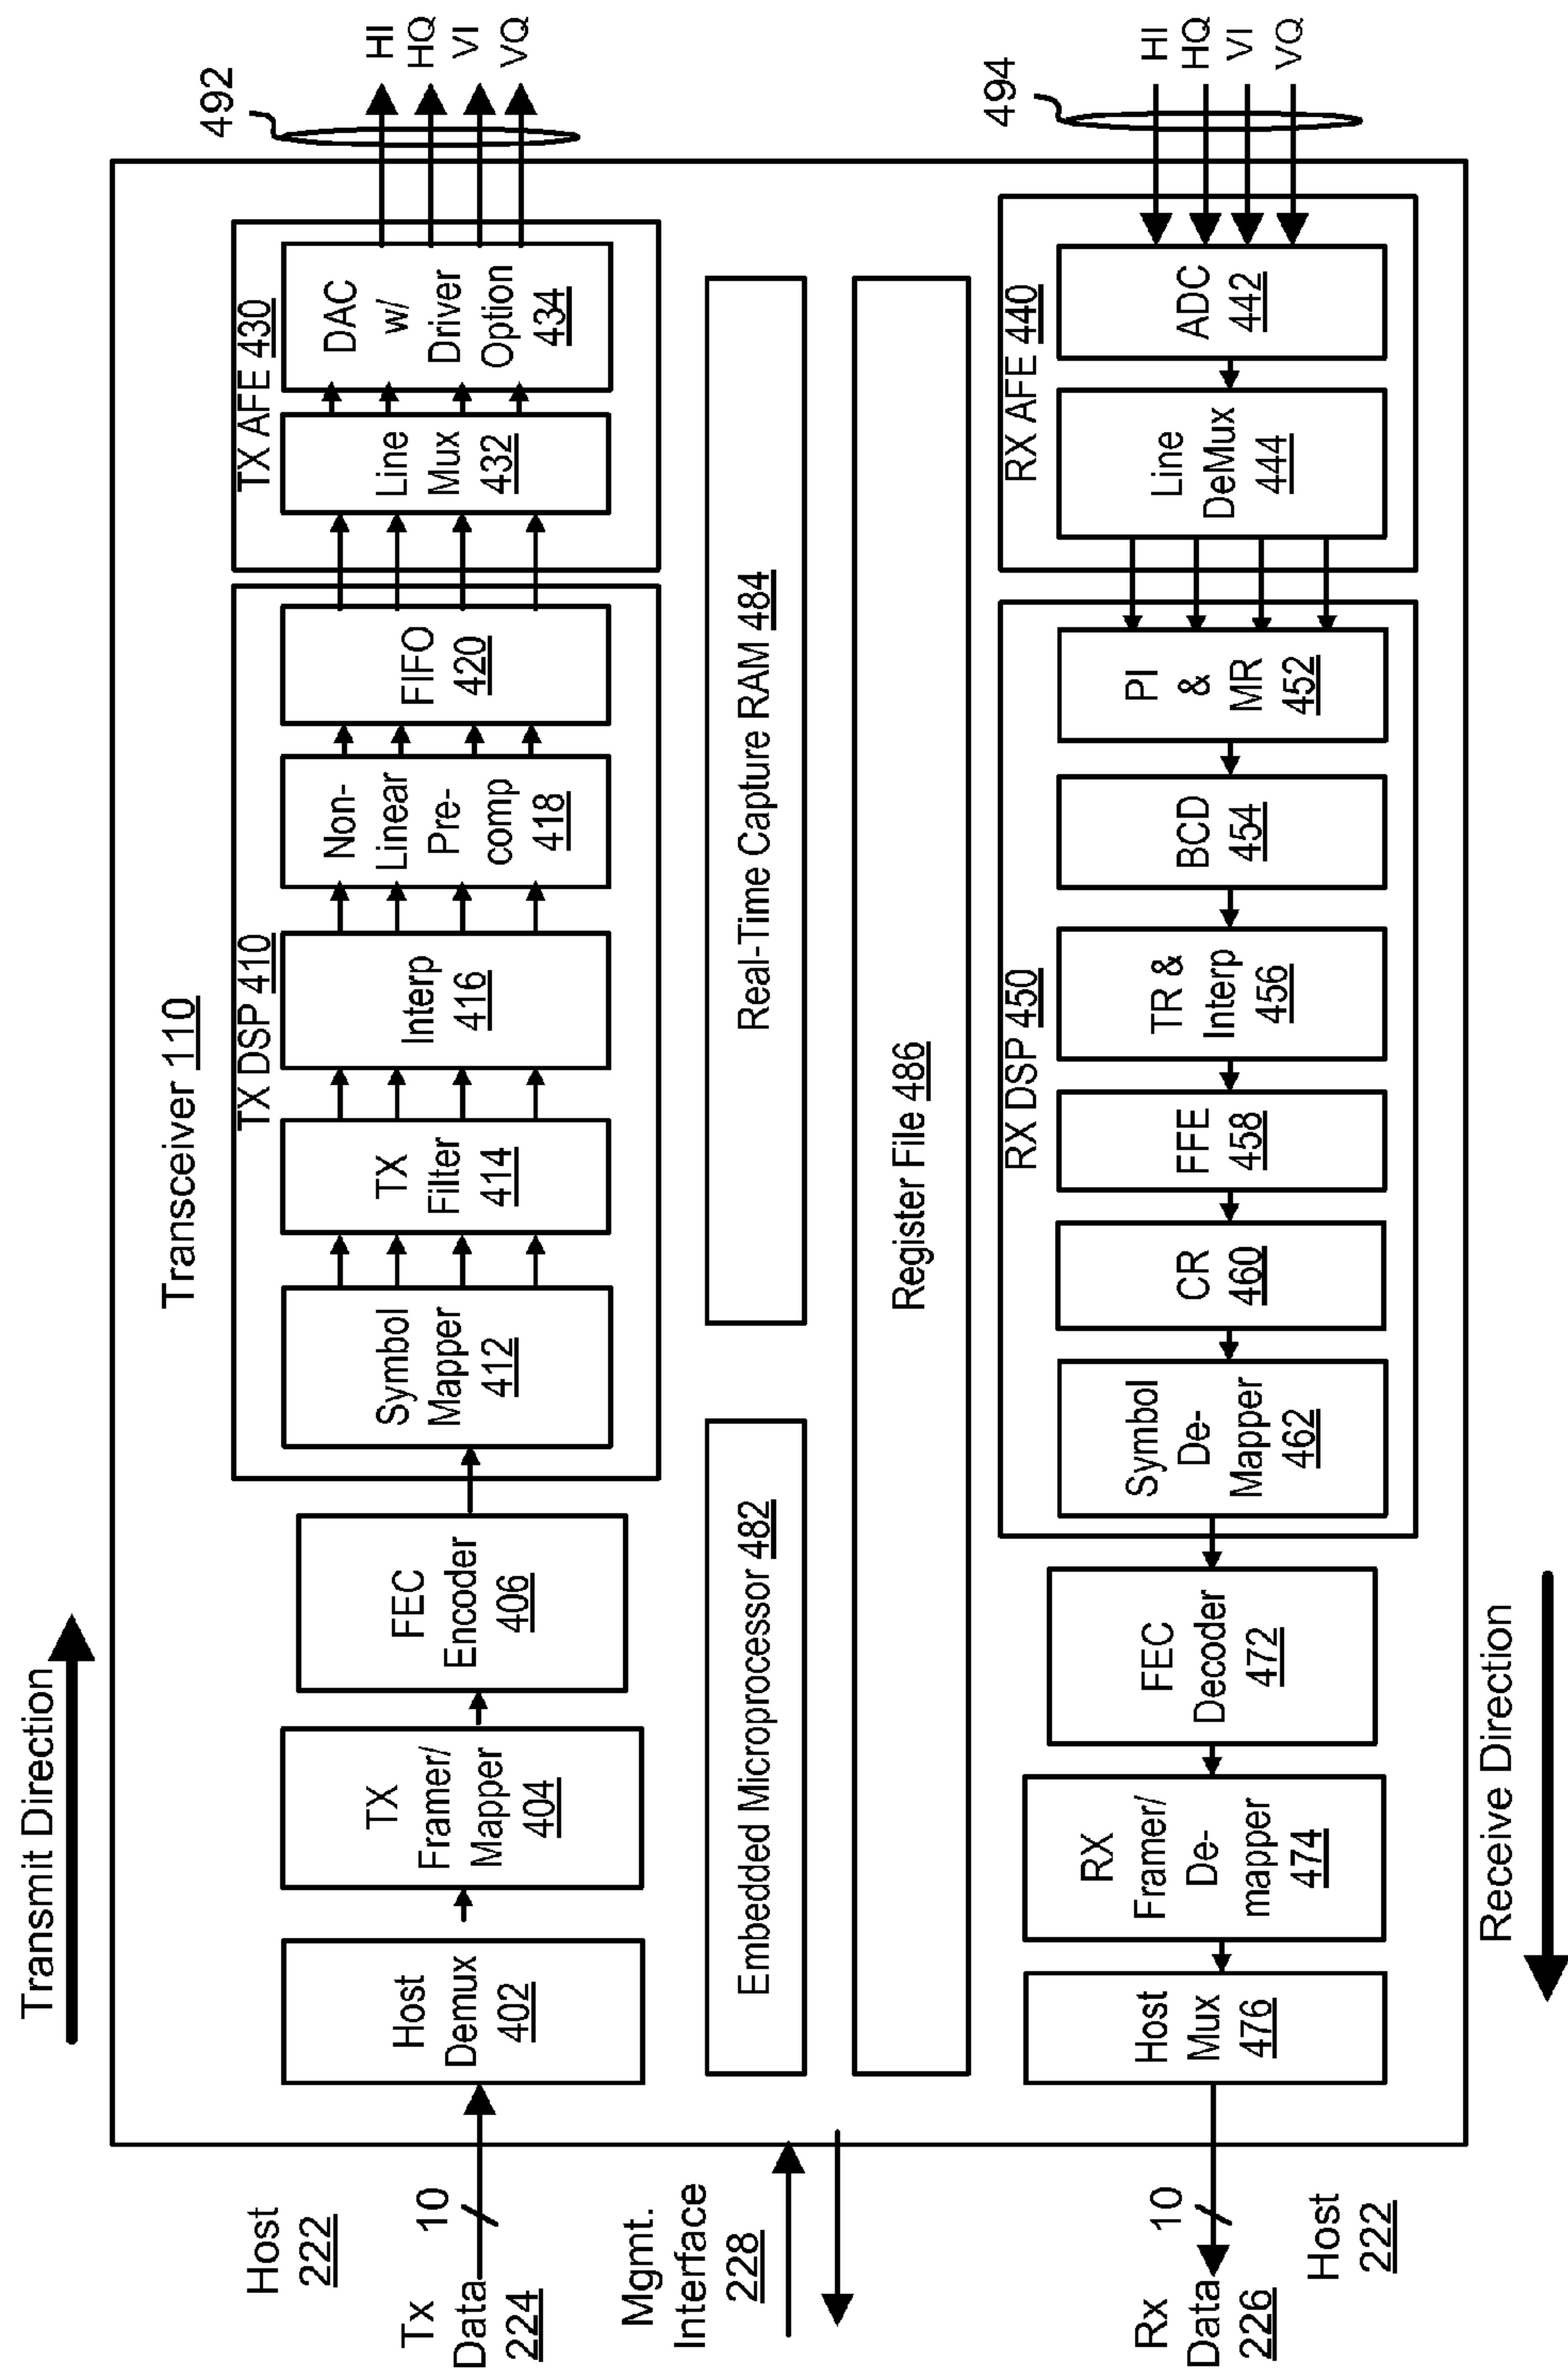 Transmit Direction
Transceiver 110
Host
222
Tx
Data
224
10
Host
Demux
402
TX
Framer/
Mapper
404
FEC
Encoder
406
TX DSP 410
Symbol
Mapper
412
TX
Filter
414
Interp
416
Non-
Linear
Pre-
comp
418
FIFO
420
TX AFE 430
Line
Mux
432
DAC
w/
Driver
Option
434
492
HI
HQ
VI
VQ
Mgmt.
Interface
228
Embedded Microprocessor 482
Real-Time Capture RAM 484
Register File 486
Rx
Data
226
10
Host
222
Host
Mux
476
RX
Framer/
De-
mapper
474
FEC
Decoder
472
RX DSP 450
Symbol
De-
Mapper
462
CR
460
FFE
458
TR &
Interp
456
BCD
454
PI
&
MR
452
RX AFE 440
Line
DeMux
444
ADC
442
494
HI
HQ
VI
VQ
Receive Direction